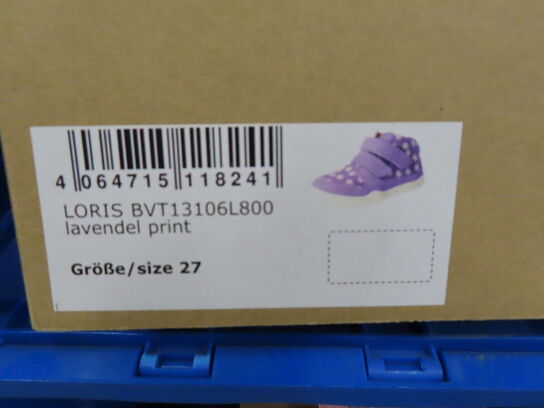 4 064715 118241
LORIS BVT13106L800
lavendel print
Größe/size 27